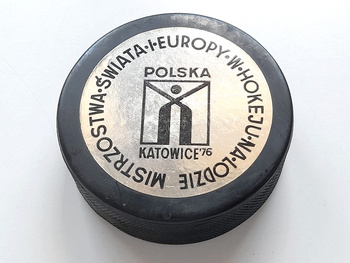 MISTRZOSTWA·ŚWIATA·I·EUROPY·W·HOKEJU·NA·LODZIE
POLSKA
KATOWICE'76